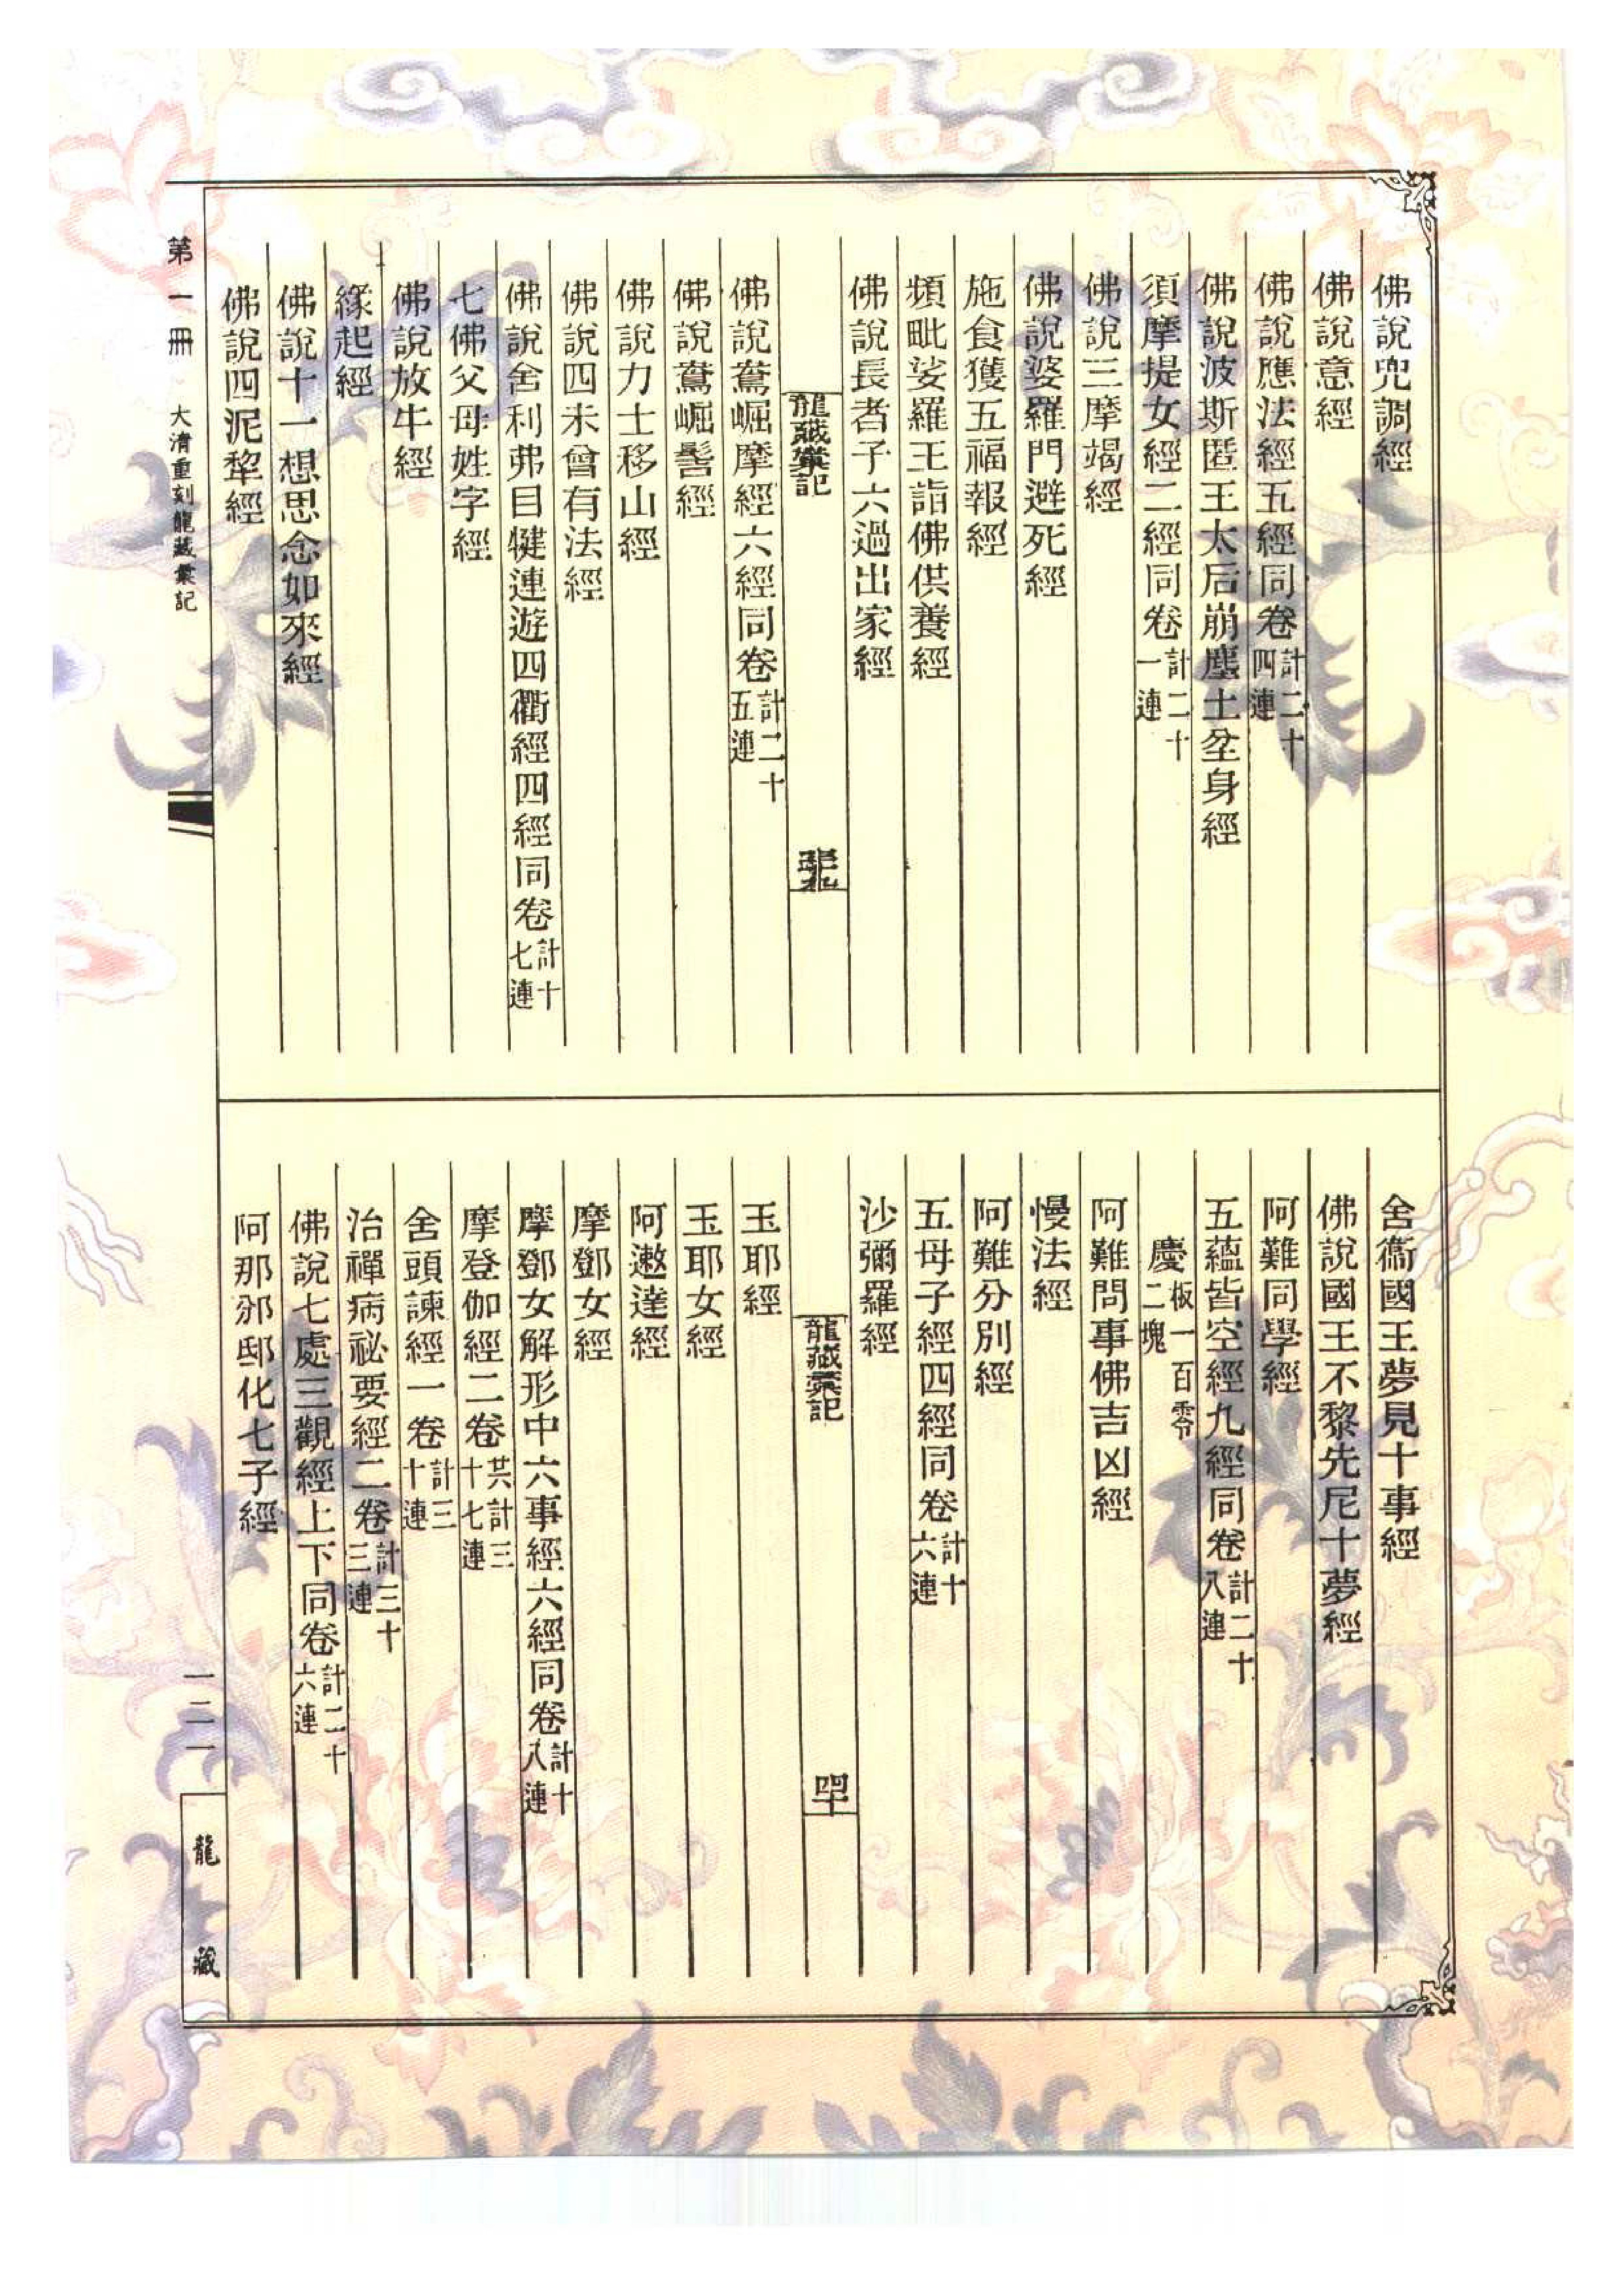 佛說兜調經
佛說意經
佛說應法經五經同卷計二十四連
佛說波斯匿王太后崩塵土坌身經
須摩提女經二經同卷計二十一連
佛說三摩竭經
佛說婆羅門避死經
施食獲五福報經
頻毗娑羅王詣佛供養經
佛說長者子六過出家經
龍藏彙記 三十九
佛說鴦崛摩經六經同卷計二十五連
佛說鴦崛髻經
佛說力士移山經
佛說四未曾有法經
佛說舍利弗目犍連遊四衢經四經同卷計十七連
七佛父母姓字經
佛說放牛經
緣起經
佛說十一想思念如來經
佛說四泥犂經
舍衞國王夢見十事經
佛說國王不黎先尼十夢經
阿難同學經
五蘊皆空經九經同卷計二十八連
慶板一百零二塊
阿難問事佛吉凶經
慢法經
阿難分別經
五母子經四經同卷計十六連
沙彌羅經
龍藏彙記 四十
玉耶經
玉耶女經
阿遬達經
摩鄧女經
摩鄧女解形中六事經六經同卷計十八連
摩登伽經二卷共計三十七連
舍頭諫經一卷計三十連
治禪病祕要經二卷計三十三連
佛說七處三觀經上下同卷計二十六連
阿那邠邸化七子經
第一冊 大清重刻龍藏彙記
一二一
龍藏